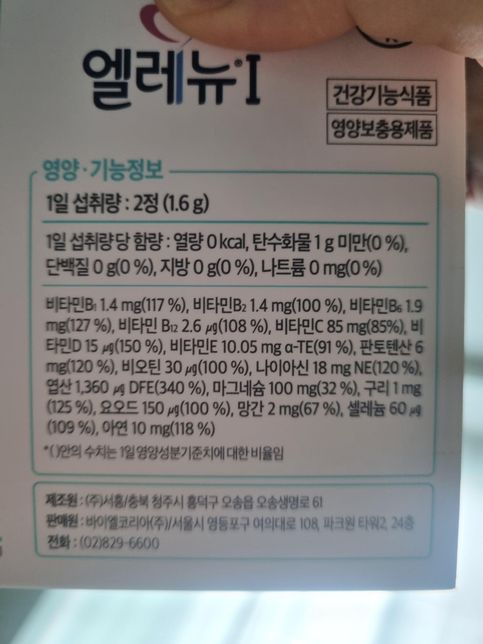 엘레뉴® I
건강기능식품
영양보충용제품
영양·기능정보
1일 섭취량 : 2정 (1.6 g)
1일 섭취량당 함량 : 열량 0 kcal, 탄수화물 1 g 미만(0 %),
단백질 0 g(0 %), 지방 0 g(0 %), 나트륨 0 mg(0 %)
비타민B₁ 1.4 mg(117 %), 비타민B₂ 1.4 mg(100 %), 비타민B₆ 1.9
mg(127 %), 비타민 B₁₂ 2.6 ㎍(108 %), 비타민C 85 mg(85%), 비
타민D 15 ㎍(150 %), 비타민E 10.05 mg α-TE(91 %), 판토텐산 6
mg(120 %), 비오틴 30 ㎍(100 %), 나이아신 18 mg NE(120 %),
엽산 1,360 ㎍ DFE(340 %), 마그네슘 100 mg(32 %), 구리 1 mg
(125 %), 요오드 150 ㎍(100 %), 망간 2 mg(67 %), 셀레늄 60 ㎍
(109 %), 아연 10 mg(118 %)
*( )안의 수치는 1일 영양성분기준치에 대한 비율임
제조원 : (주)서흥/충북 청주시 흥덕구 오송읍 오송생명로 61
판매원 : 바이엘코리아(주)/서울시 영등포구 여의대로 108, 파크원 타워2, 24층
전화 : (02)829-6600